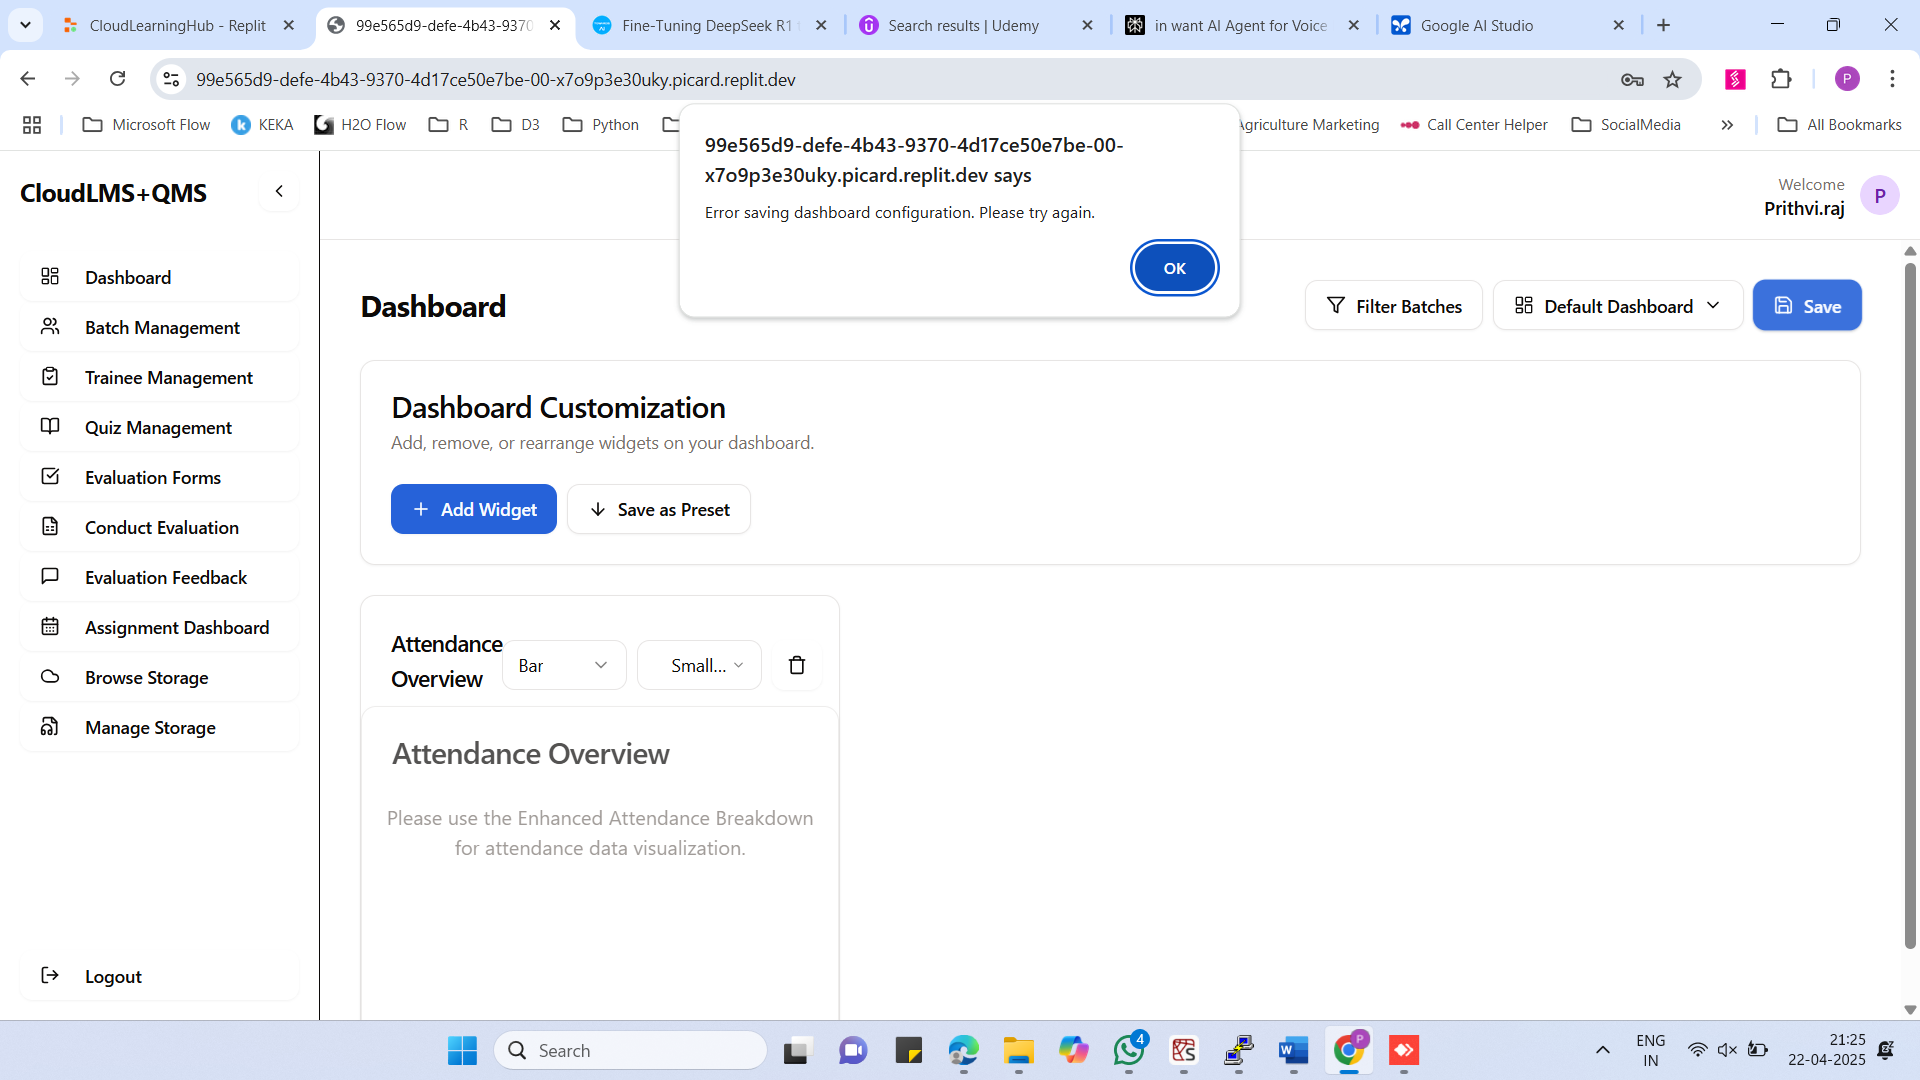 CloudLearningHub - Replit
99e565d9-defe-4b43-9370
Fine-Tuning DeepSeek R1
Search results | Udemy
in want AI Agent for Voice
Google AI Studio
99e565d9-defe-4b43-9370-4d17ce50e7be-00-x7o9p3e30uky.picard.replit.dev
P
Microsoft Flow
KEKA
H2O Flow
R
D3
Python
Agriculture Marketing
Call Center Helper
SocialMedia
All Bookmarks
99e565d9-defe-4b43-9370-4d17ce50e7be-00-
x7o9p3e30uky.picard.replit.dev says
Error saving dashboard configuration. Please try again.
OK
CloudLMS+QMS
Welcome
Prithvi.raj
P
Dashboard
Batch Management
Trainee Management
Quiz Management
Evaluation Forms
Conduct Evaluation
Evaluation Feedback
Assignment Dashboard
Browse Storage
Manage Storage
Logout
Dashboard
Filter Batches
Default Dashboard
Save
Dashboard Customization
Add, remove, or rearrange widgets on your dashboard.
Add Widget
Save as Preset
Attendance
Overview
Bar
Small...
Attendance Overview
Please use the Enhanced Attendance Breakdown
for attendance data visualization.
Search
4
P
ENG
IN
21:25
22-04-2025